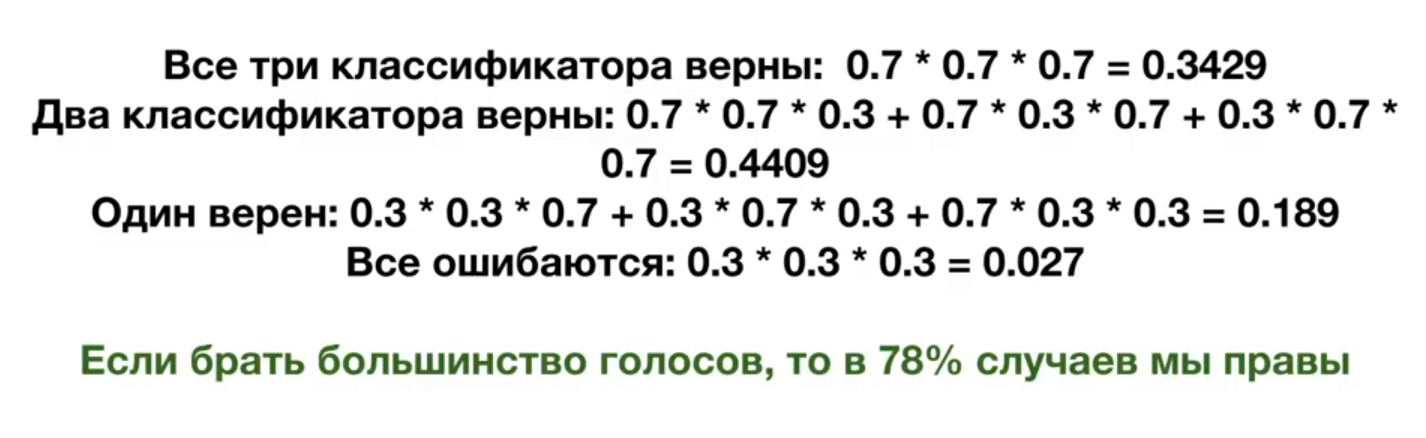 Все три классификатора верны: 0.7 * 0.7 * 0.7 = 0.3429
Два классификатора верны: 0.7 * 0.7 * 0.3 + 0.7 * 0.3 * 0.7 + 0.3 * 0.7 *
0.7 = 0.4409
Один верен: 0.3 * 0.3 * 0.7 + 0.3 * 0.7 * 0.3 + 0.7 * 0.3 * 0.3 = 0.189
Все ошибаются: 0.3 * 0.3 * 0.3 = 0.027
Если брать большинство голосов, то в 78% случаев мы правы